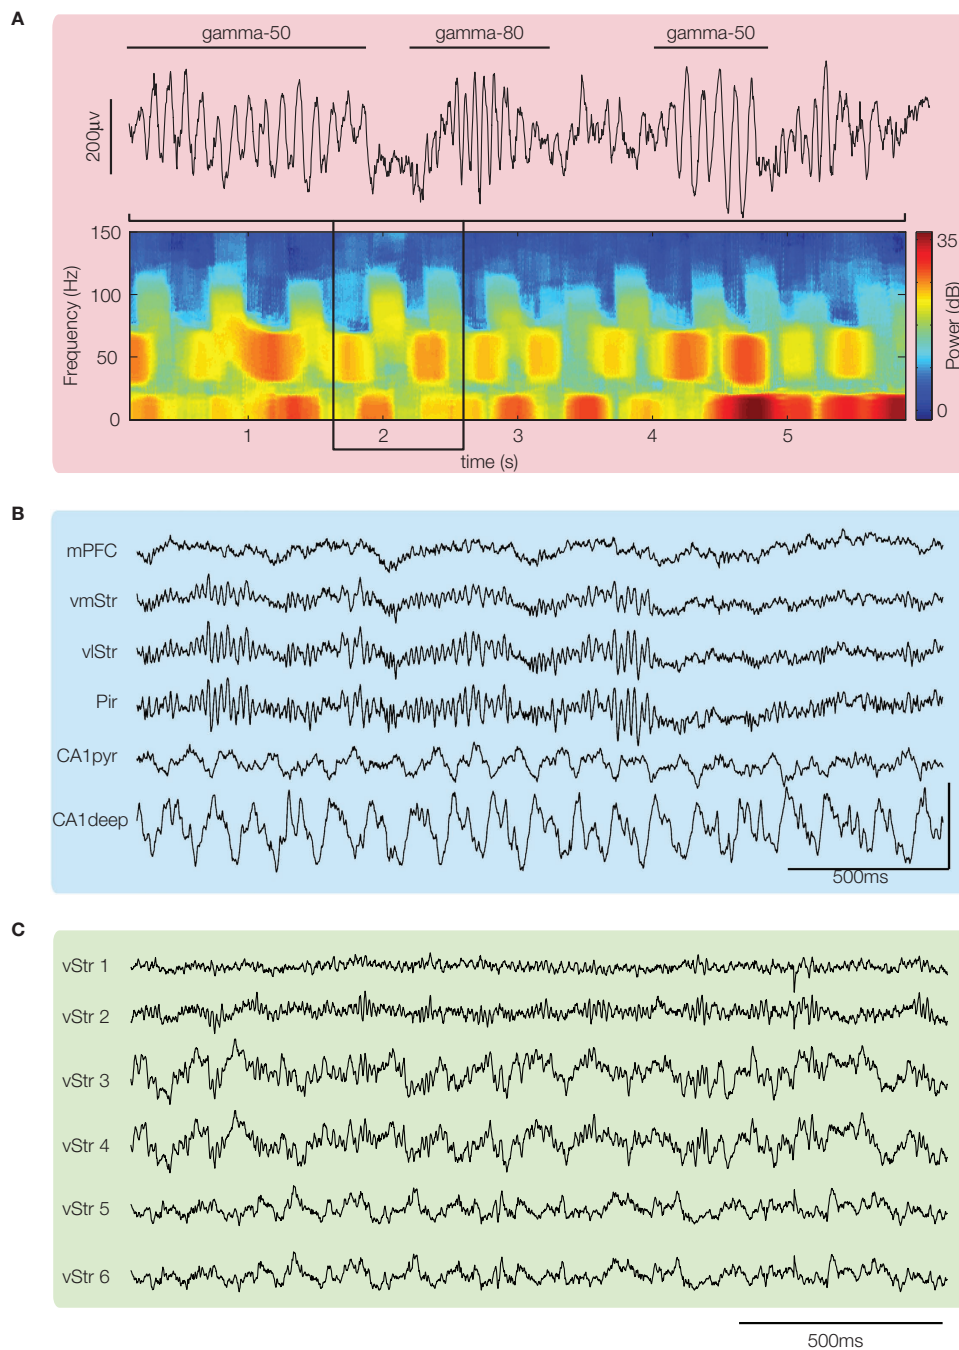 A
gamma-50 gamma-80 gamma-50
200μv
150
100
50
0
Frequency (Hz)
1 2 3 4 5
time (s)
35
0
Power (dB)
B
mPFC
vmStr
vlStr
Pir
CA1pyr
CA1deep
500ms
C
vStr 1
vStr 2
vStr 3
vStr 4
vStr 5
vStr 6
500ms